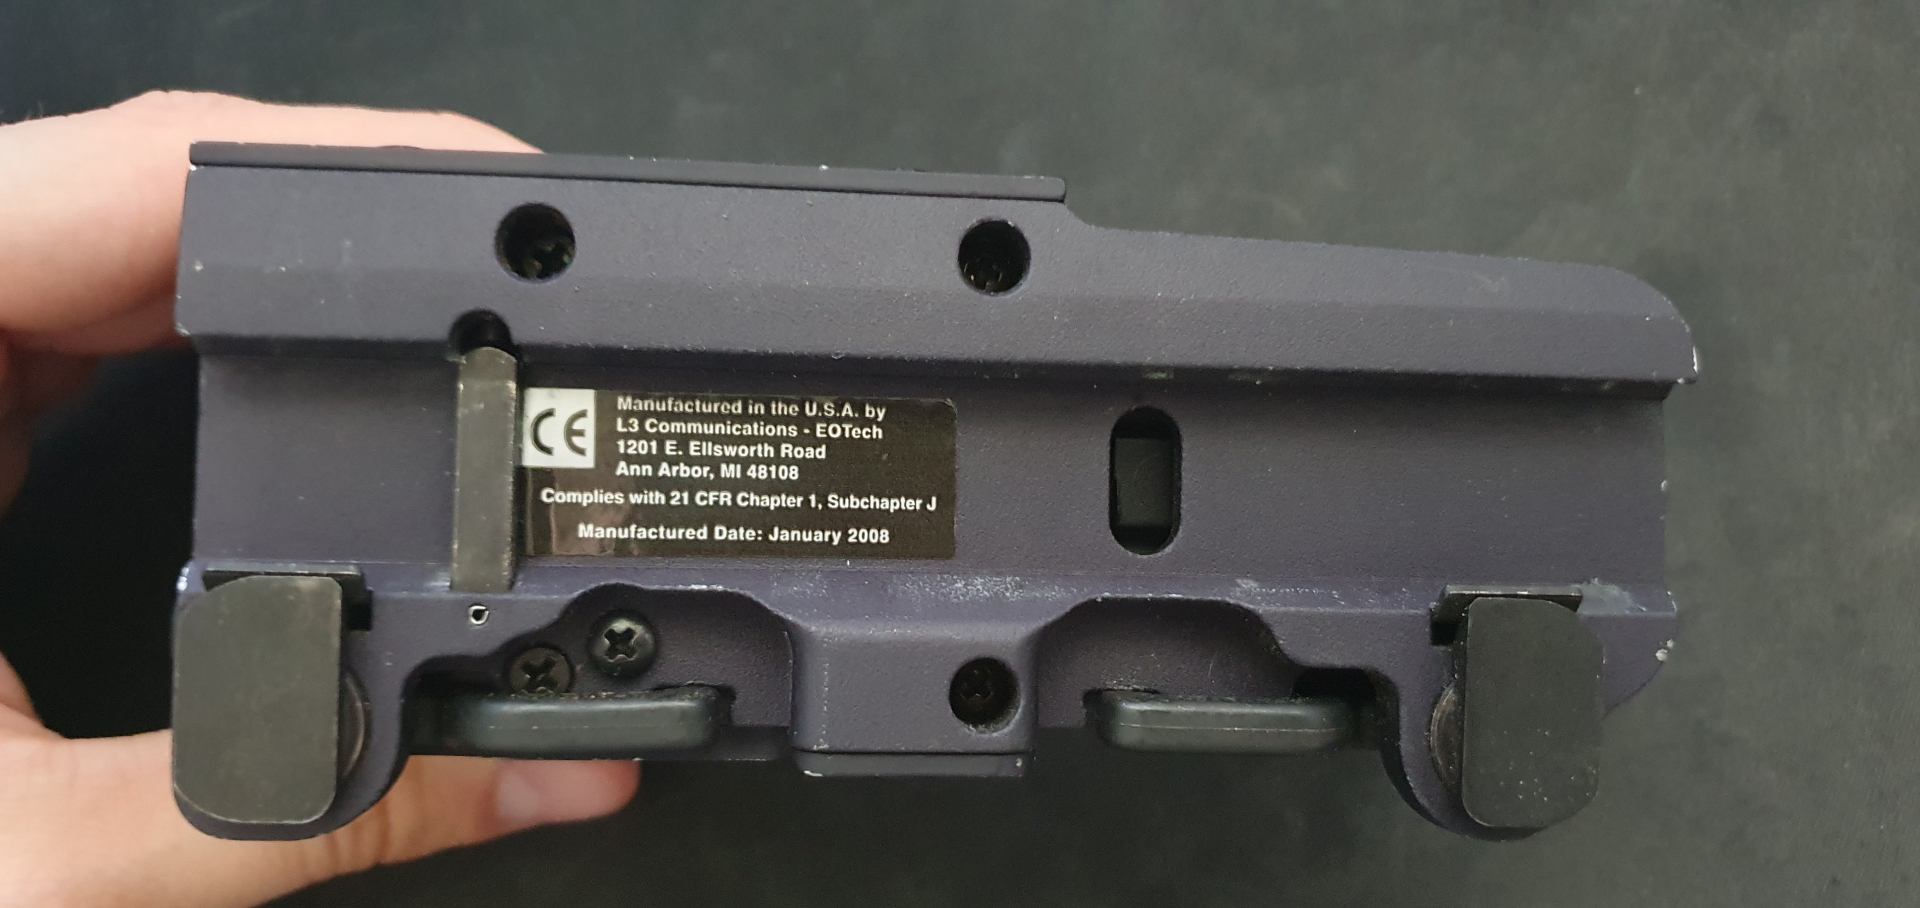 CE
Manufactured in the U.S.A. by
L3 Communications - EOTech
1201 E. Ellsworth Road
Ann Arbor, MI 48108
Complies with 21 CFR Chapter 1, Subchapter J
Manufactured Date: January 2008